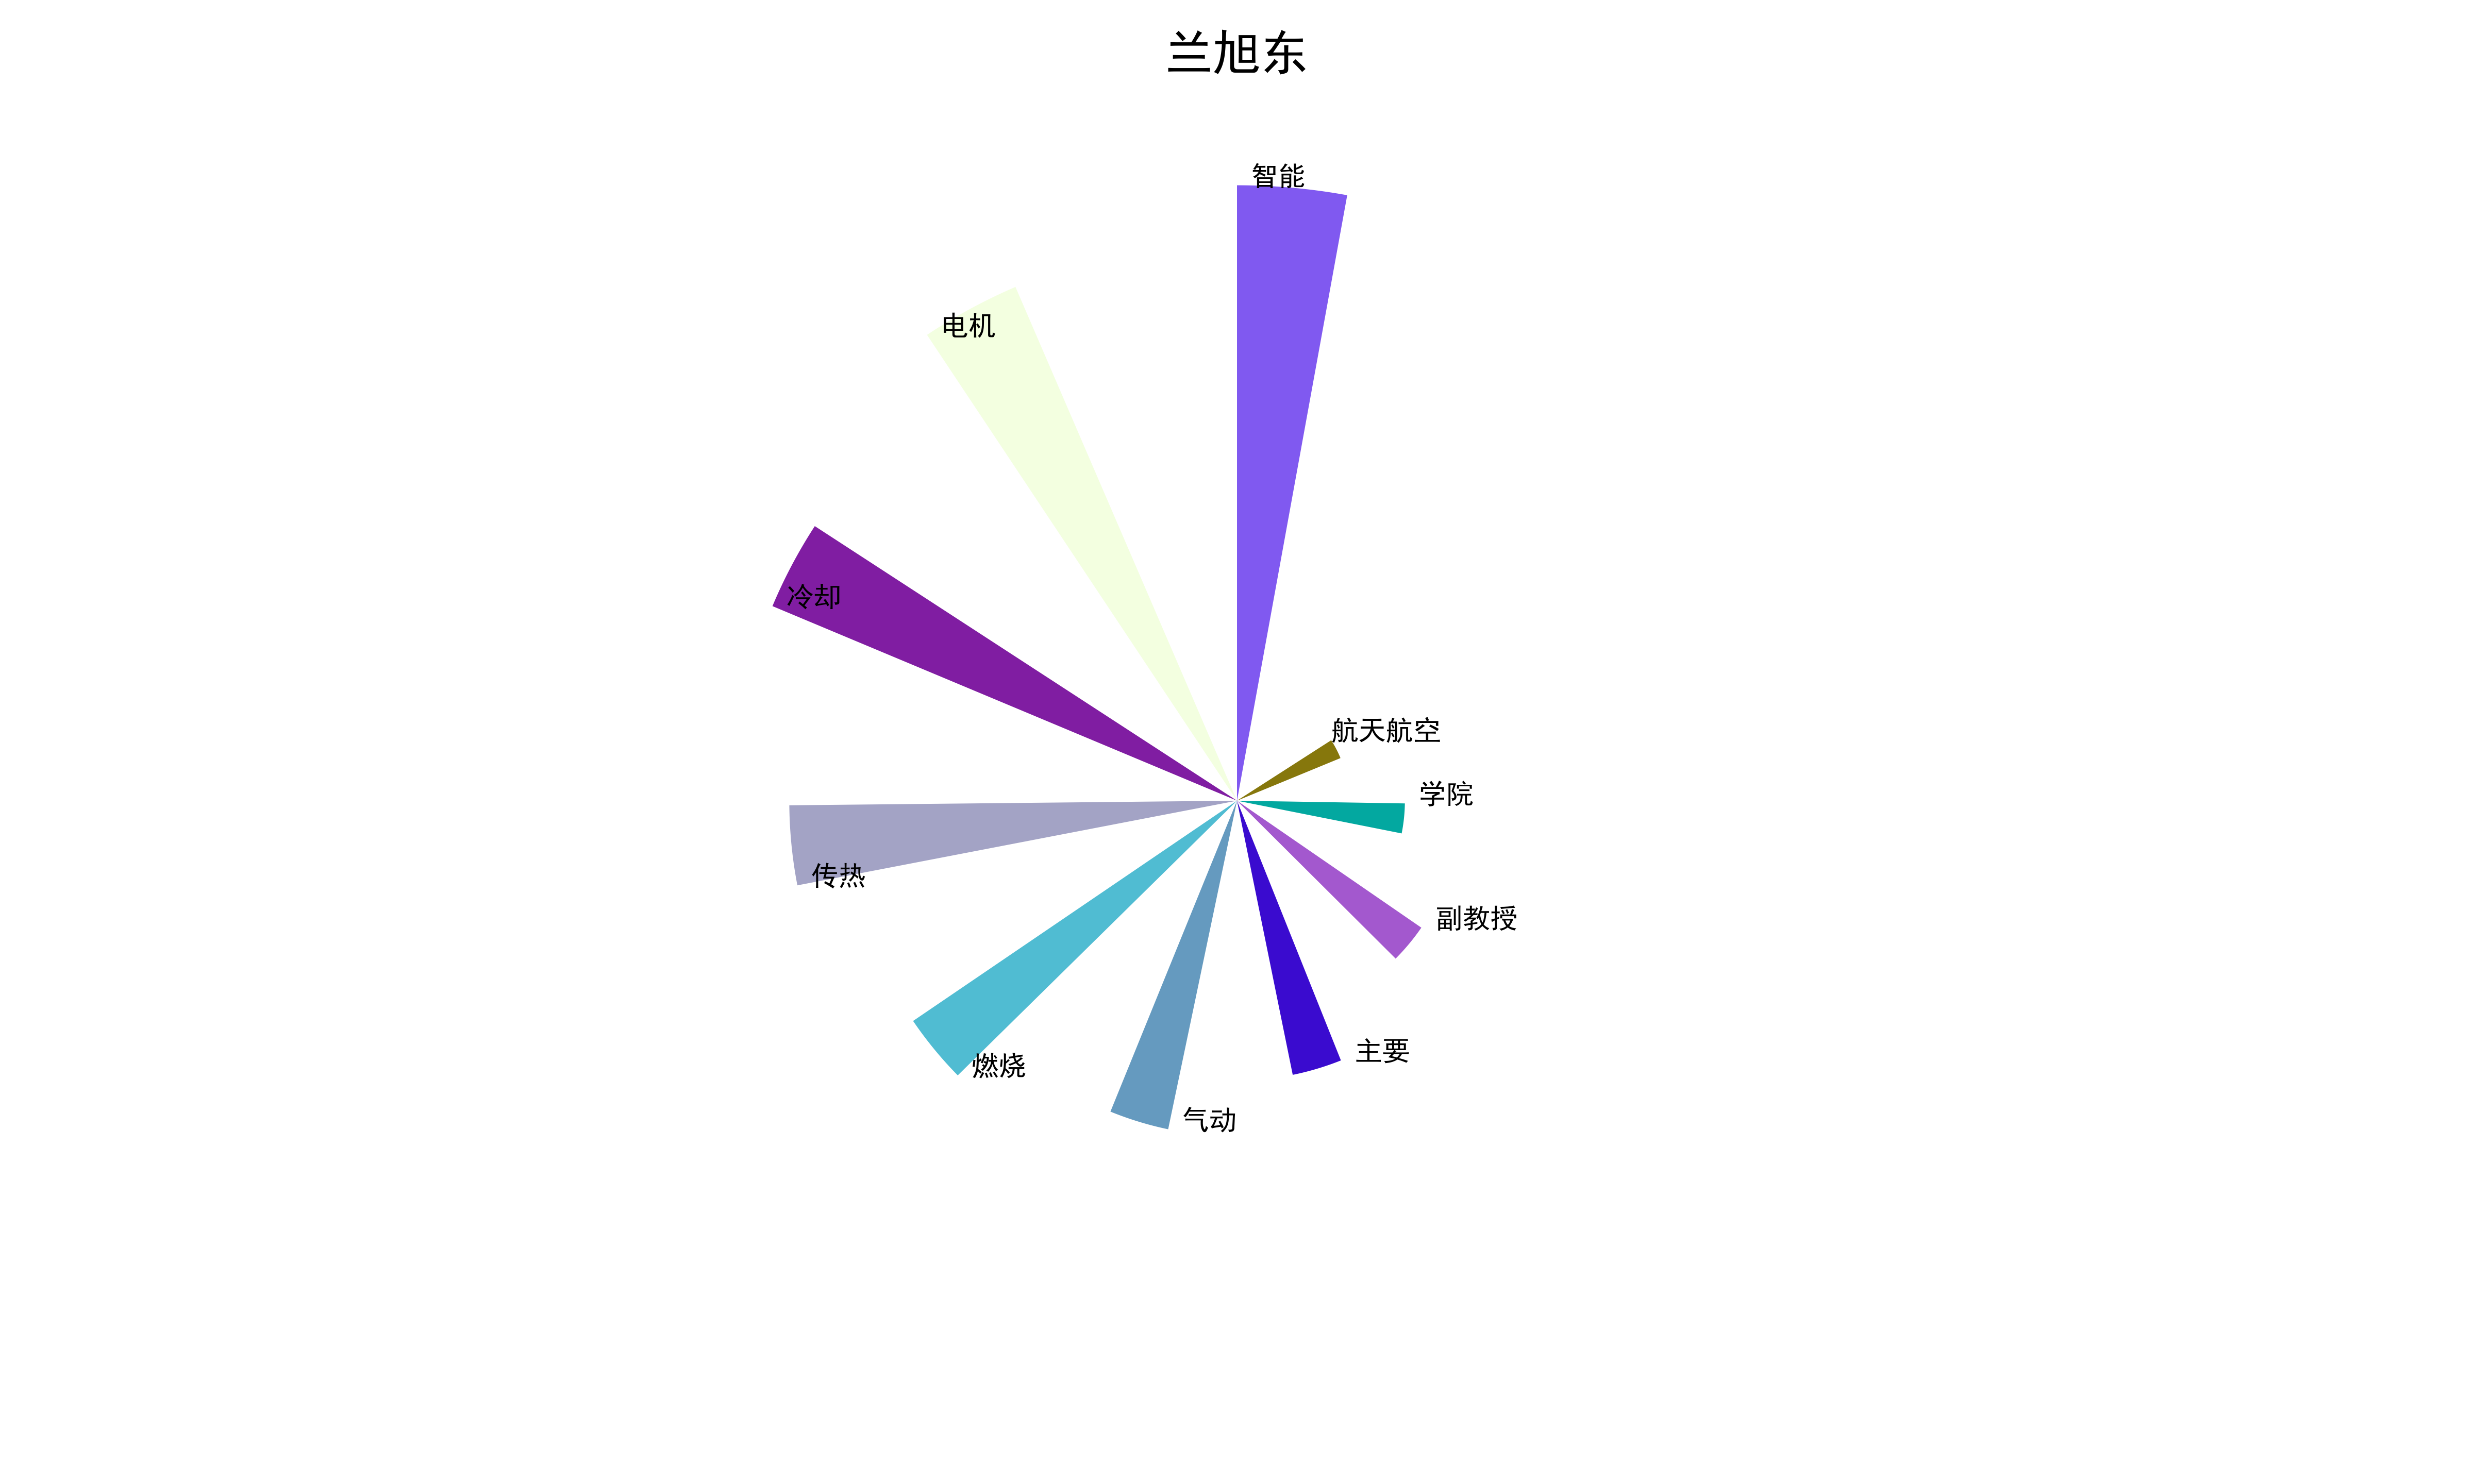 兰旭东
智能
电机
冷却
航天航空
学院
传热
副教授
主要
燃烧
气动